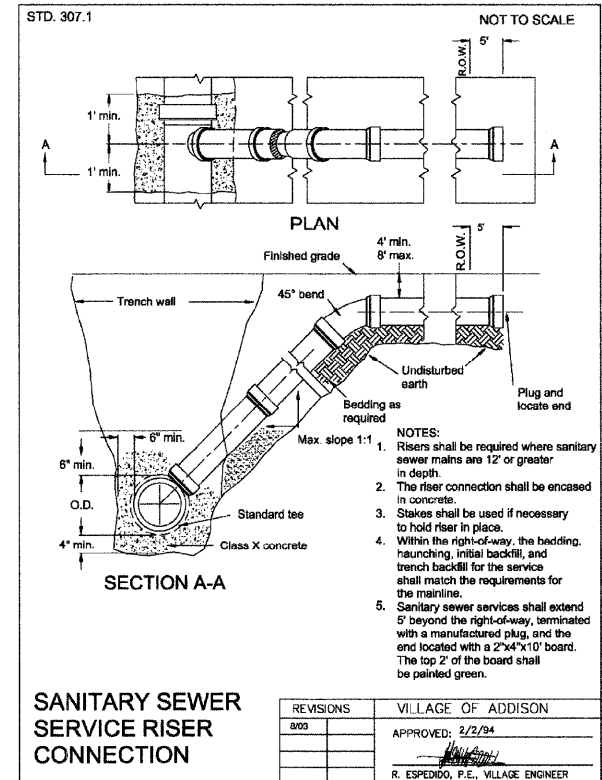 STD. 307.1
NOT TO SCALE
R.O.W.
5'
1' min.
A
A
1' min.
PLAN
4' min.
8' max.
R.O.W.
5'
Finished grade
45° bend
Trench wall
Undisturbed
earth
Plug and
locate end
Bedding as
required
Max. slope 1:1
6" min.
6" min.
O.D.
4" min.
Standard tee
Class X concrete
SECTION A-A
NOTES:
1. Risers shall be required where sanitary
sewer mains are 12' or greater
in depth.
2. The riser connection shall be encased
in concrete.
3. Stakes shall be used if necessary
to hold riser in place.
4. Within the right-of-way, the bedding,
haunching, initial backfill, and
trench backfill for the service
shall match the requirements for
the mainline.
5. Sanitary sewer services shall extend
5' beyond the right-of-way, terminated
with a manufactured plug, and the
end located with a 2"x4"x10' board.
The top 2' of the board shall
be painted green.
SANITARY SEWER
SERVICE RISER
CONNECTION
REVISIONS
8/03
VILLAGE OF ADDISON
APPROVED: 2/2/94
R. ESPEDIDO, P.E., VILLAGE ENGINEER